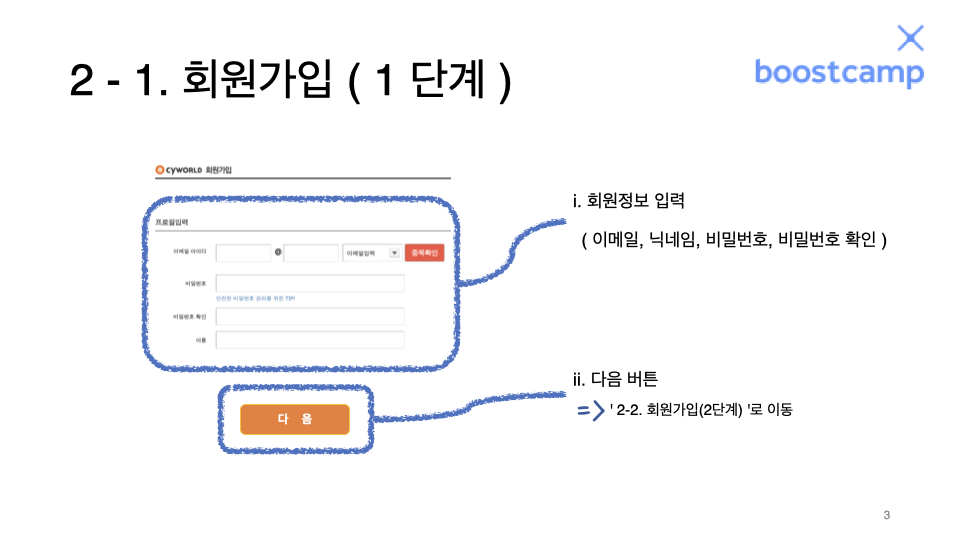 boostcamp
2 - 1. 회원가입 ( 1 단계 )
CYWORLD 회원가입
프로필입력
이메일 아이디 @ 이메일입력 중복확인
비밀번호
안전한 비밀번호 관리를 위한 TIP!
비밀번호 확인
이름
다 음
i. 회원정보 입력
( 이메일, 닉네임, 비밀번호, 비밀번호 확인 )
ii. 다음 버튼
=> ' 2-2. 회원가입(2단계) '로 이동
3